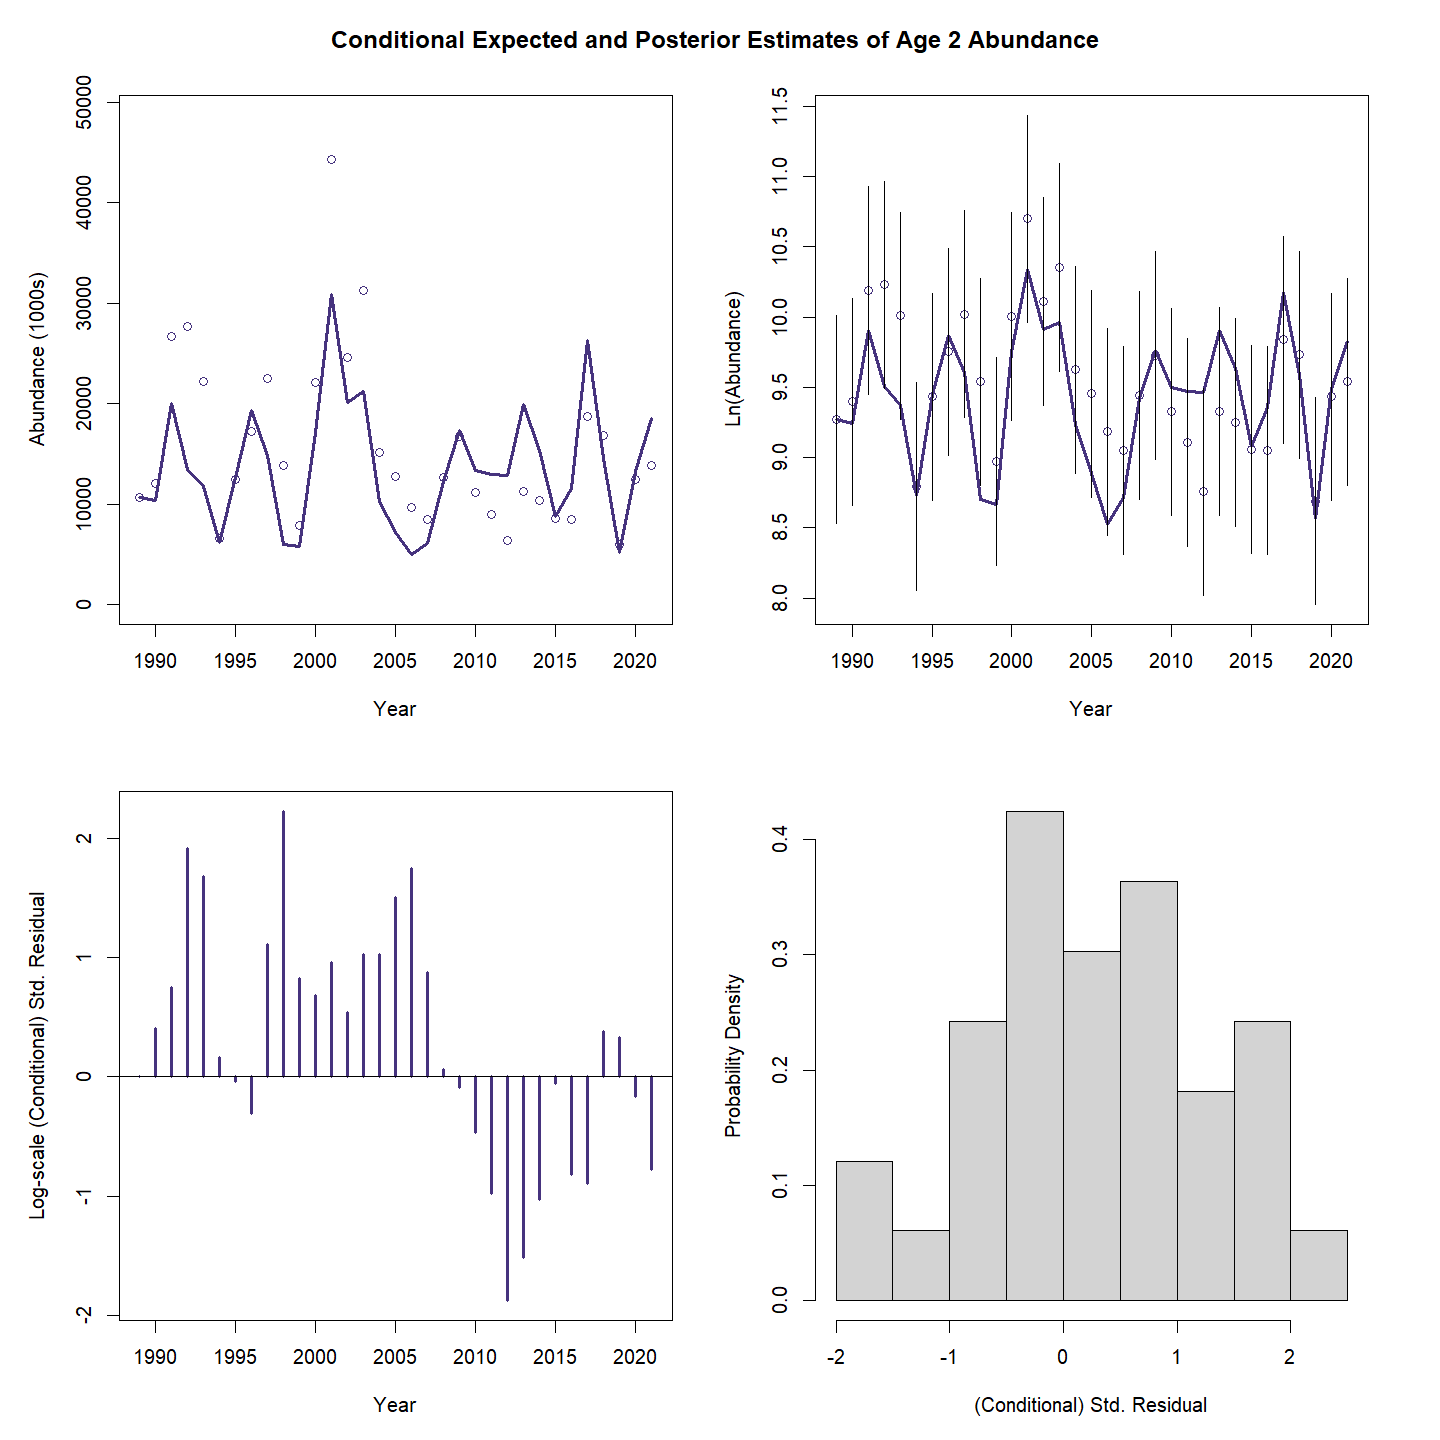 Conditional Expected and Posterior Estimates of Age 2 Abundance
Abundance (1000s)
50000
40000
30000
20000
10000
0
1990 1995 2000 2005 2010 2015 2020
Year
Ln(Abundance)
11.5
11.0
10.5
10.0
9.5
9.0
8.5
8.0
1990 1995 2000 2005 2010 2015 2020
Year
Log-scale (Conditional) Std. Residual
2
1
0
-1
-2
1990 1995 2000 2005 2010 2015 2020
Year
Probability Density
0.4
0.3
0.2
0.1
0.0
-2 -1 0 1 2
(Conditional) Std. Residual